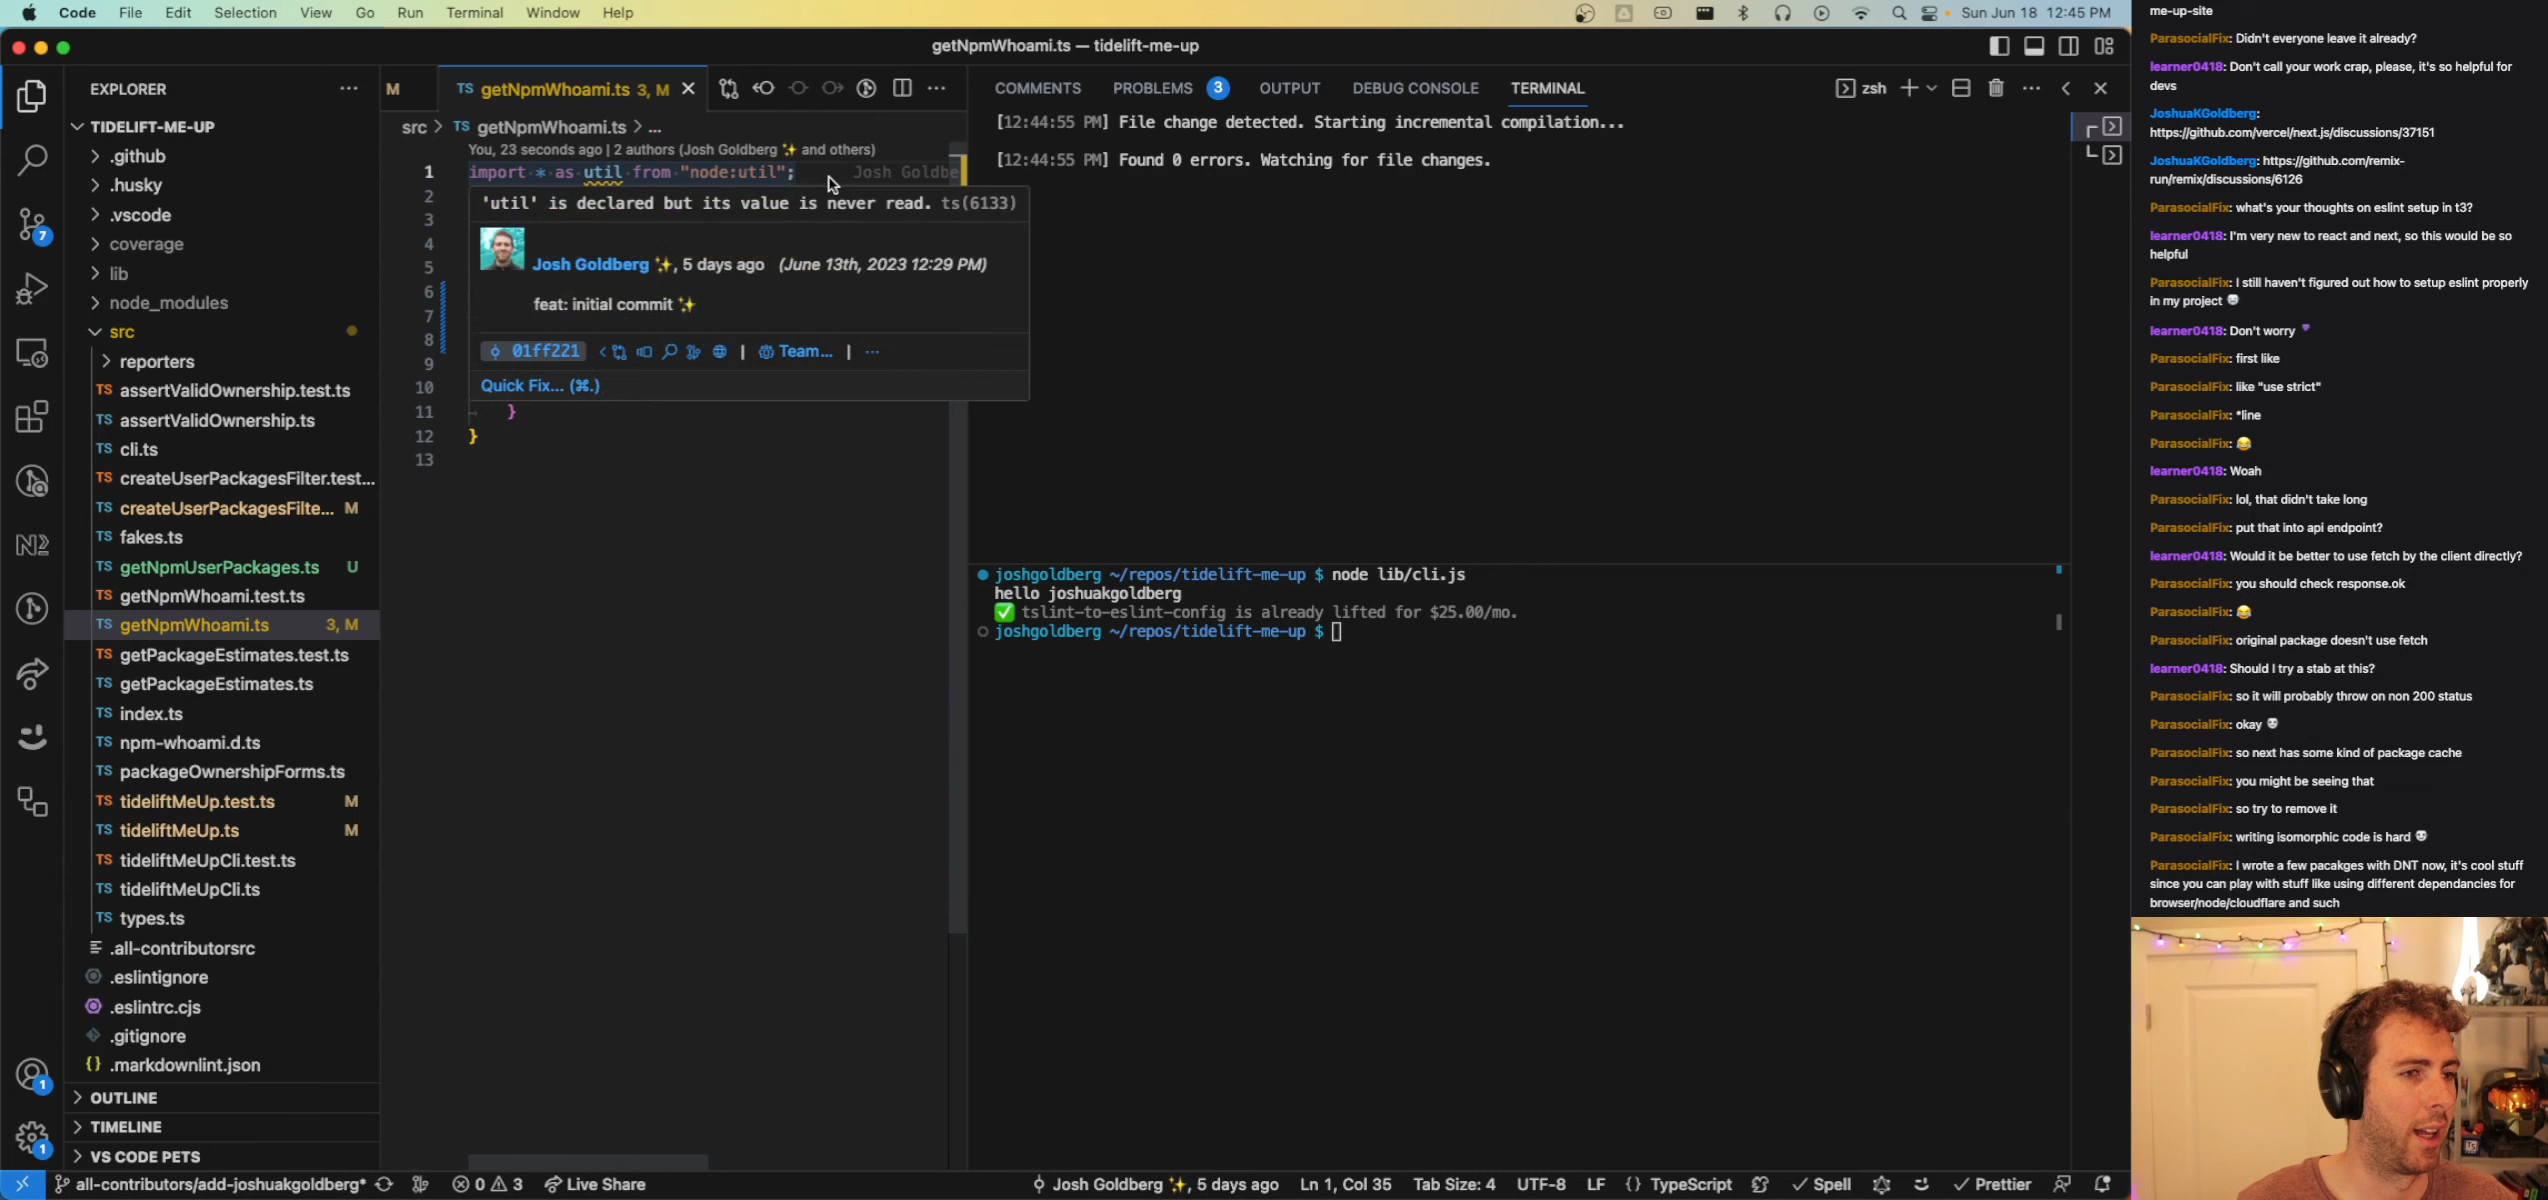 Code File Edit Selection View Go Run Terminal Window Help
Sun Jun 18 12:45 PM
getNpmWhoami.ts — tidelift-me-up
EXPLORER
TIDELIFT-ME-UP
.github
.husky
.vscode
coverage
lib
node_modules
src
reporters
TS assertValidOwnership.test.ts
TS assertValidOwnership.ts
TS cli.ts
TS createUserPackagesFilter.test...
TS createUserPackagesFilte... M
TS fakes.ts
TS getNpmUserPackages.ts U
TS getNpmWhoami.test.ts
TS getNpmWhoami.ts 3, M
TS getPackageEstimates.test.ts
TS getPackageEstimates.ts
TS index.ts
TS npm-whoami.d.ts
TS packageOwnershipForms.ts
TS tideliftMeUp.test.ts M
TS tideliftMeUp.ts M
TS tideliftMeUpCli.test.ts
TS tideliftMeUpCli.ts
TS types.ts
.all-contributorsrc
.eslintignore
.eslintrc.cjs
.gitignore
{} .markdownlint.json
OUTLINE
TIMELINE
VS CODE PETS
7
1
1
M
TS getNpmWhoami.ts 3, M
src > TS getNpmWhoami.ts > ...
You, 23 seconds ago | 2 authors (Josh Goldberg ✨ and others)
1 import * as util from "node:util"; Josh Goldbe
2
3
4
5
6
7
8
9
10
11 }
12 }
13
'util' is declared but its value is never read. ts(6133)
Josh Goldberg ✨, 5 days ago (June 13th, 2023 12:29 PM)
feat: initial commit ✨
01ff221 | Team... | ...
Quick Fix... (⌘.)
COMMENTS PROBLEMS 3 OUTPUT DEBUG CONSOLE TERMINAL
zsh
[12:44:55 PM] File change detected. Starting incremental compilation...
[12:44:55 PM] Found 0 errors. Watching for file changes.
joshgoldberg ~/repos/tidelift-me-up $ node lib/cli.js
hello joshuakgoldberg
✅ tslint-to-eslint-config is already lifted for $25.00/mo.
joshgoldberg ~/repos/tidelift-me-up $
all-contributors/add-joshuakgoldberg* 0 3 Live Share
Josh Goldberg ✨, 5 days ago Ln 1, Col 35 Tab Size: 4 UTF-8 LF {} TypeScript Spell Prettier
me-up-site
ParasocialFix: Didn't everyone leave it already?
learner0418: Don't call your work crap, please, it's so helpful for
devs
JoshuaKGoldberg:
https://github.com/vercel/next.js/discussions/37151
JoshuaKGoldberg: https://github.com/remix-
run/remix/discussions/6126
ParasocialFix: what's your thoughts on eslint setup in t3?
learner0418: I'm very new to react and next, so this would be so
helpful
ParasocialFix: I still haven't figured out how to setup eslint properly
in my project
learner0418: Don't worry
ParasocialFix: first like
ParasocialFix: like "use strict"
ParasocialFix: *line
ParasocialFix: 😂
learner0418: Woah
ParasocialFix: lol, that didn't take long
ParasocialFix: put that into api endpoint?
learner0418: Would it be better to use fetch by the client directly?
ParasocialFix: you should check response.ok
ParasocialFix: 😂
ParasocialFix: original package doesn't use fetch
learner0418: Should I try a stab at this?
ParasocialFix: so it will probably throw on non 200 status
ParasocialFix: okay
ParasocialFix: so next has some kind of package cache
ParasocialFix: you might be seeing that
ParasocialFix: so try to remove it
ParasocialFix: writing isomorphic code is hard
ParasocialFix: I wrote a few pacakges with DNT now, it's cool stuff
since you can play with stuff like using different dependancies for
browser/node/cloudflare and such